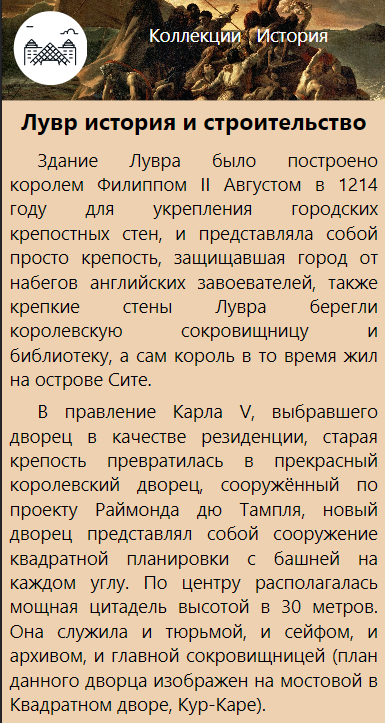 Коллекции История
Лувр история и строительство
Здание Лувра было построено
королем Филиппом II Августом в 1214
году для укрепления городских
крепостных стен, и представляла собой
просто крепость, защищавшая город от
набегов английских завоевателей, также
крепкие стены Лувра берегли
королевскую сокровищницу и
библиотеку, а сам король в то время жил
на острове Сите.
В правление Карла V, выбравшего
дворец в качестве резиденции, старая
крепость превратилась в прекрасный
королевский дворец, сооружённый по
проекту Раймонда дю Тампля, новый
дворец представлял собой сооружение
квадратной планировки с башней на
каждом углу. По центру располагалась
мощная цитадель высотой в 30 метров.
Она служила и тюрьмой, и сейфом, и
архивом, и главной сокровищницей (план
данного дворца изображен на мостовой в
Квадратном дворе, Кур-Каре).